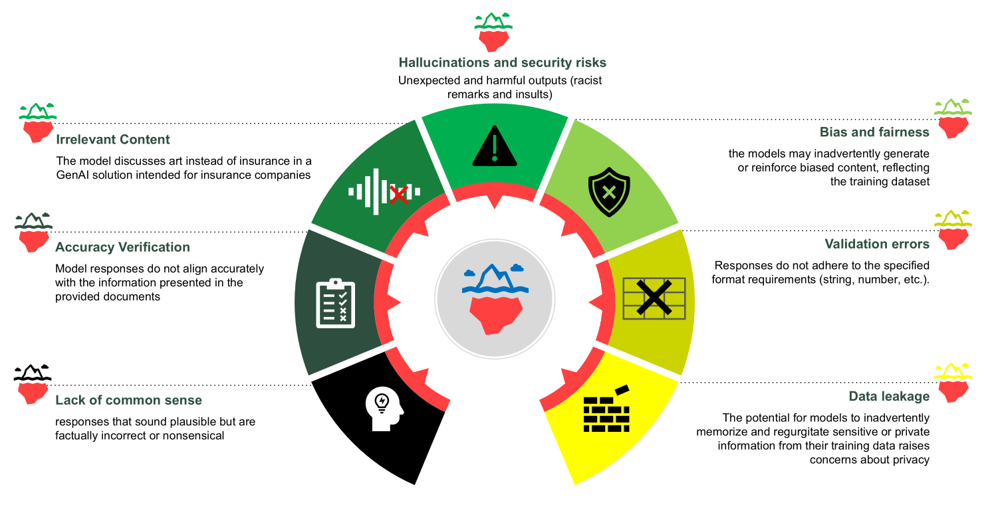 Hallucinations and security risks
Unexpected and harmful outputs (racist
remarks and insults)
Irrelevant Content
The model discusses art instead of insurance in a
GenAI solution intended for insurance companies
Accuracy Verification
Model responses do not align accurately
with the information presented in the
provided documents
Lack of common sense
responses that sound plausible but are
factually incorrect or nonsensical
Bias and fairness
the models may inadvertently generate
or reinforce biased content, reflecting
the training dataset
Validation errors
Responses do not adhere to the specified
format requirements (string, number, etc.).
Data leakage
The potential for models to inadvertently
memorize and regurgitate sensitive or private
information from their training data raises
concerns about privacy